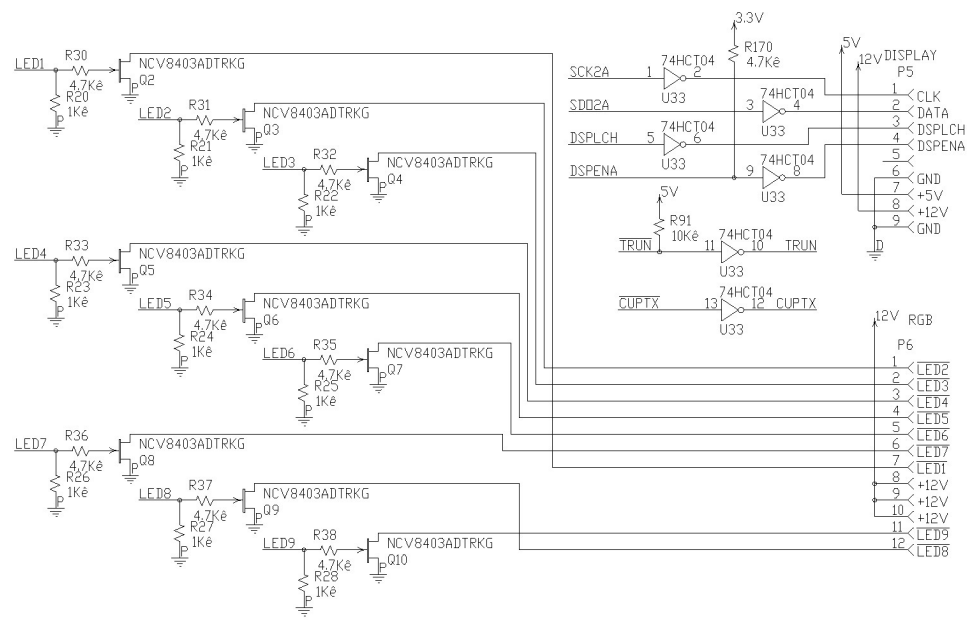 3.3V
R170
4.7Kê
5V
12V
DISPLAY
P5
LED1
R30
4.7Kê
NCV8403ADTRKG
Q2
R20
1Kê
P
P
LED2
R31
4.7Kê
NCV8403ADTRKG
Q3
R21
1Kê
P
P
LED3
R32
4.7Kê
NCV8403ADTRKG
Q4
R22
1Kê
P
P
SCK2A
1
74HCT04
2
U33
SDO2A
3
74HCT04
4
U33
DSPLCH
5
74HCT04
6
U33
DSPENA
9
74HCT04
8
U33
1 CLK
2 DATA
3 DSPLCH
4 DSPENA
5
6 GND
7 +5V
8 +12V
9 GND
D
5V
R91
10Kê
TRUN
11
74HCT04
10
TRUN
U33
CUPTX
13
74HCT04
12
CUPTX
U33
LED4
R33
4.7Kê
NCV8403ADTRKG
Q5
R23
1Kê
P
P
LED5
R34
4.7Kê
NCV8403ADTRKG
Q6
R24
1Kê
P
P
LED6
R35
4.7Kê
NCV8403ADTRKG
Q7
R25
1Kê
P
P
12V
RGB
P6
1 LED2
2 LED3
3 LED4
4 LED5
5 LED6
6 LED7
7 LED1
8 +12V
9 +12V
10 +12V
11 LED9
12 LED8
LED7
R36
4.7Kê
NCV8403ADTRKG
Q8
R26
1Kê
P
P
LED8
R37
4.7Kê
NCV8403ADTRKG
Q9
R27
1Kê
P
P
LED9
R38
4.7Kê
NCV8403ADTRKG
Q10
R28
1Kê
P
P